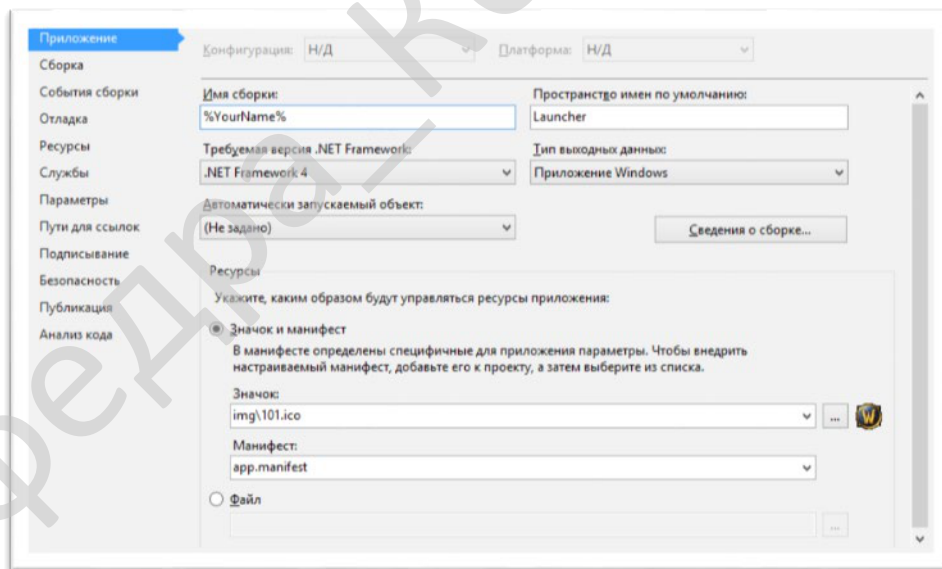 Приложение
Сборка
События сборки
Отладка
Ресурсы
Службы
Параметры
Пути для ссылок
Подписывание
Безопасность
Публикация
Анализ кода
Конфигурация: Н/Д Платформа: Н/Д
Имя сборки: Пространство имен по умолчанию:
%YourName% Launcher
Требуемая версия .NET Framework: Тип выходных данных:
.NET Framework 4 Приложение Windows
Автоматически запускаемый объект:
(Не задано) Сведения о сборке...
Ресурсы
Укажите, каким образом будут управляться ресурсы приложения:
Значок и манифест
В манифесте определены специфичные для приложения параметры. Чтобы внедрить
настраиваемый манифест, добавьте его к проекту, а затем выберите из списка.
Значок:
img\101.ico ... W
Манифест:
app.manifest
Файл
...